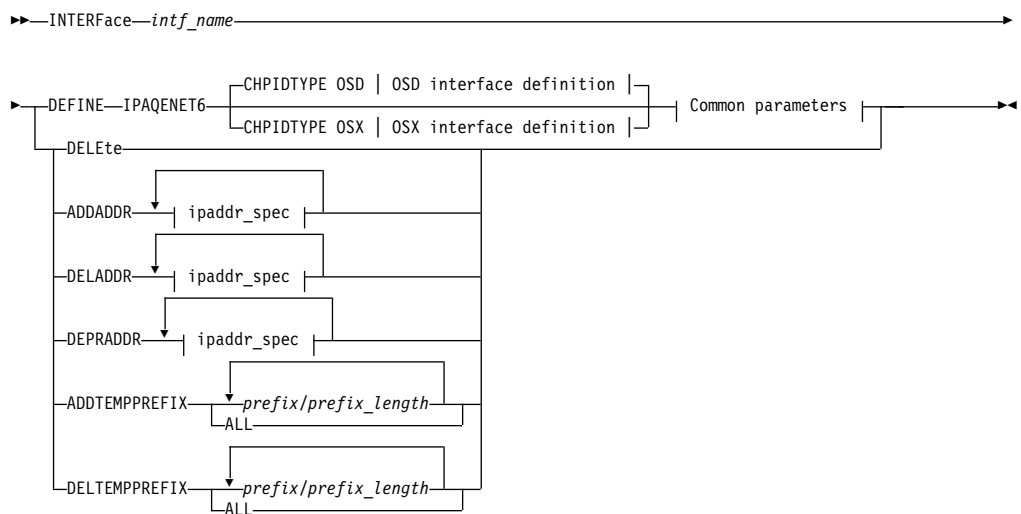 INTERFace intf_name
CHPIDTYPE OSD | OSD interface definition |
DEFINE IPAQENET6 | Common parameters |
CHPIDTYPE OSX | OSX interface definition |
DELEte
ADDADDR | ipaddr_spec |
DELADDR | ipaddr_spec |
DEPRADDR | ipaddr_spec |
ADDTEMPPREFIX prefix/prefix_length
ALL
DELTEMPPREFIX prefix/prefix_length
ALL